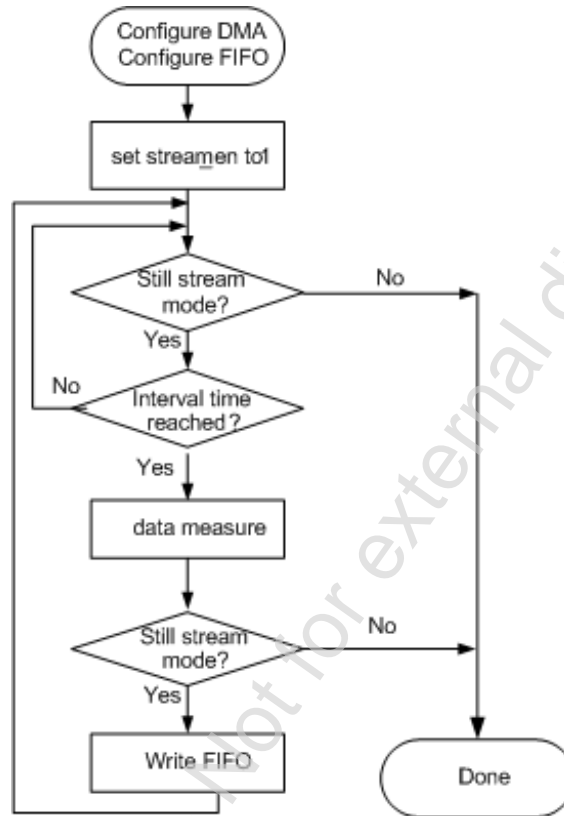 Configure DMA
Configure FIFO
set streamen to1
Still stream
mode?
No
Yes
No
Interval time
reached?
Yes
data measure
Still stream
mode?
No
Yes
Write FIFO
Done
Not for external di